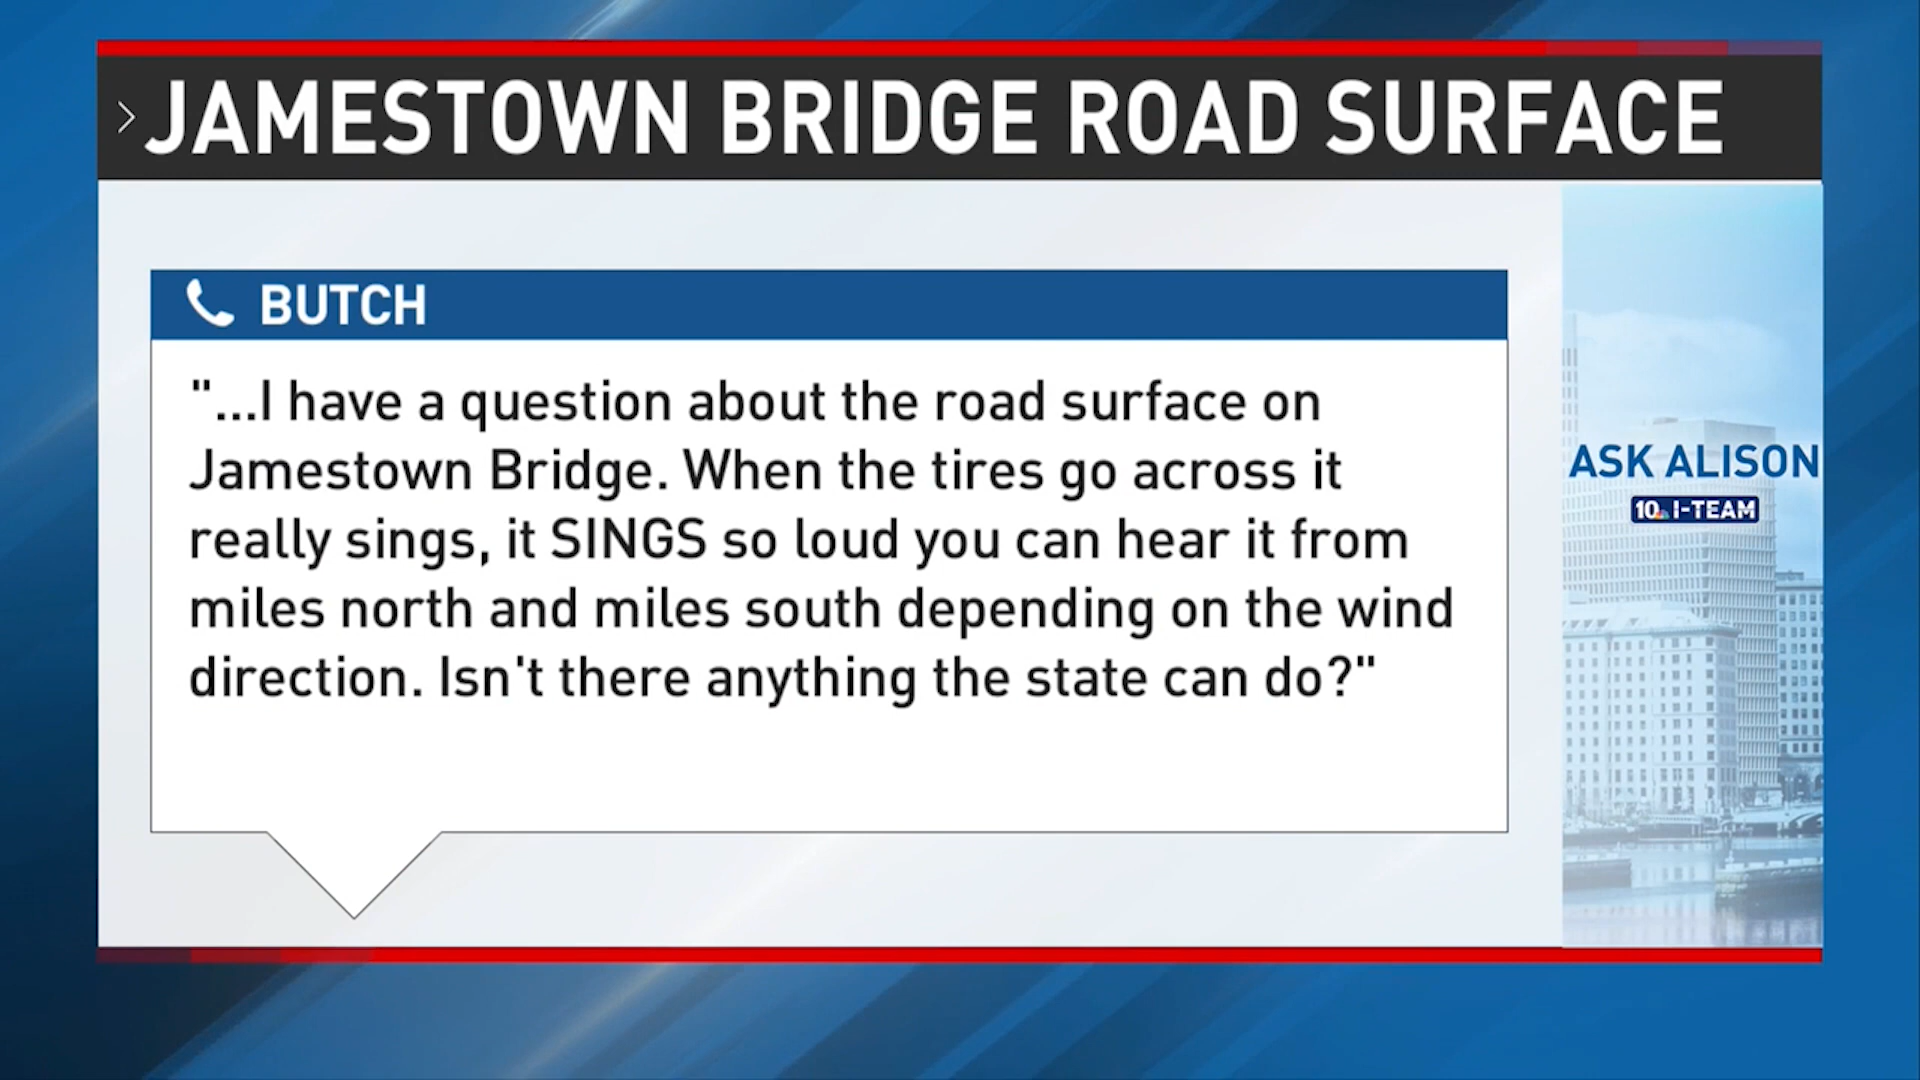 JAMESTOWN BRIDGE ROAD SURFACE
BUTCH
"...I have a question about the road surface on
Jamestown Bridge. When the tires go across it
really sings, it SINGS so loud you can hear it from
miles north and miles south depending on the wind
direction. Isn't there anything the state can do?"
ASK ALISON
10 I-TEAM